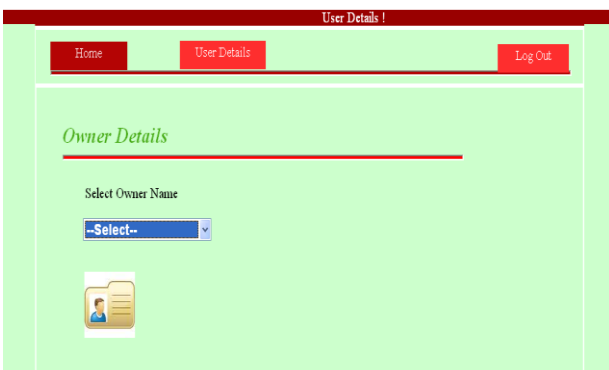 User Details !
Home User Details Log Out
Owner Details
Select Owner Name
--Select--